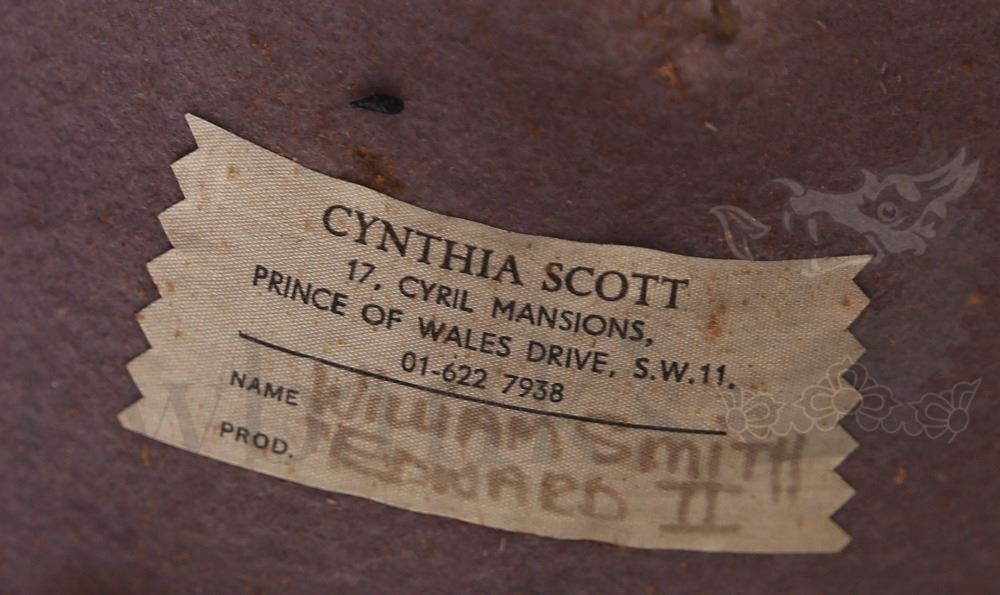 CYNTHIA SCOTT
17, CYRIL MANSIONS,
PRINCE OF WALES DRIVE, S.W.11.
01-622 7938
NAME WILLIAM SMITH
PROD. EDWARD II